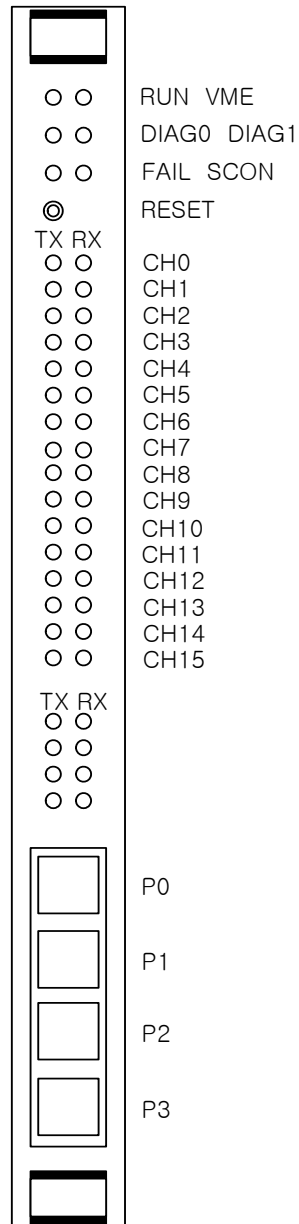 RUN VME
DIAG0 DIAG1
FAIL SCON
RESET
TX RX
CH0
CH1
CH2
CH3
CH4
CH5
CH6
CH7
CH8
CH9
CH10
CH11
CH12
CH13
CH14
CH15
TX RX
P0
P1
P2
P3